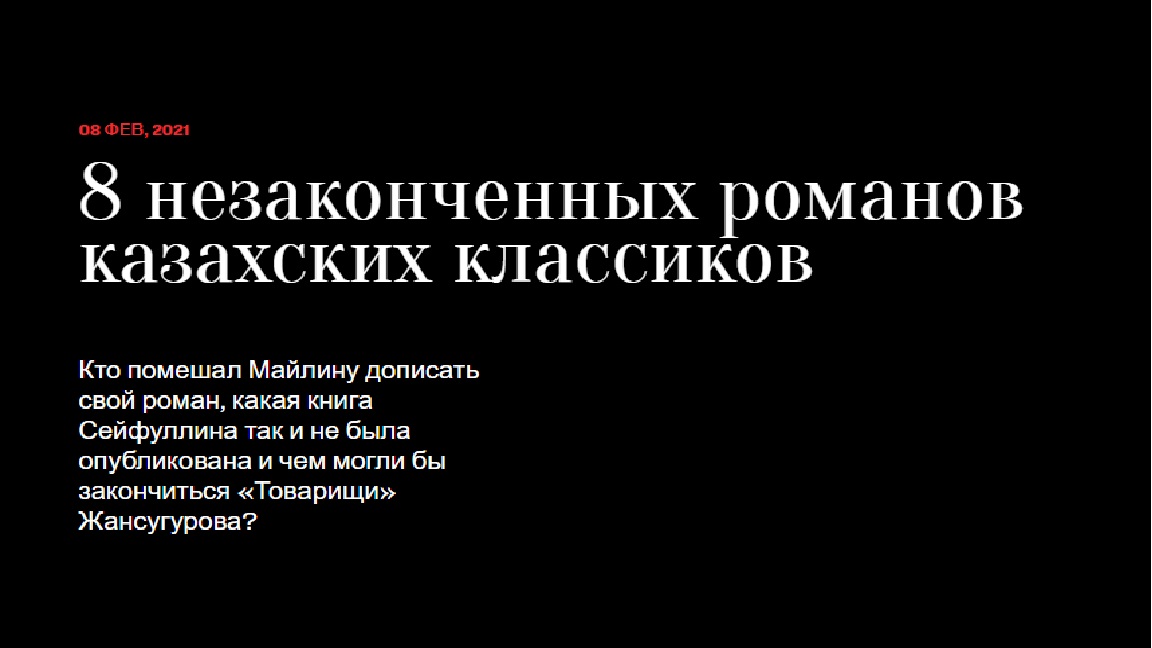 08 ФЕВ, 2021
8 незаконченных романов
казахских классиков
Кто помешал Майлину дописать
свой роман, какая книга
Сейфуллина так и не была
опубликована и чем могли бы
закончиться «Товарищи»
Жансугурова?